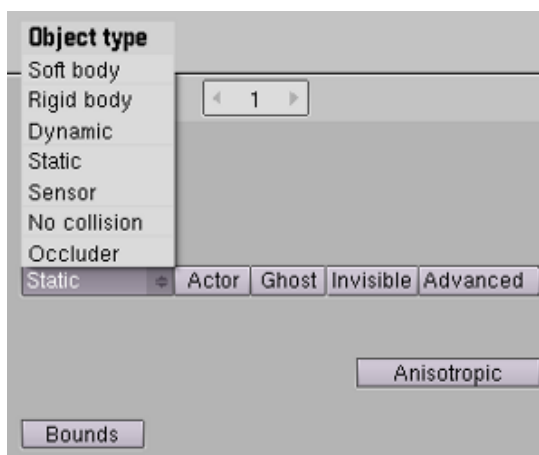 Object type
Soft body
Rigid body
1
Dynamic
Static
Sensor
No collision
Occluder
Static Actor Ghost Invisible Advanced
Anisotropic
Bounds